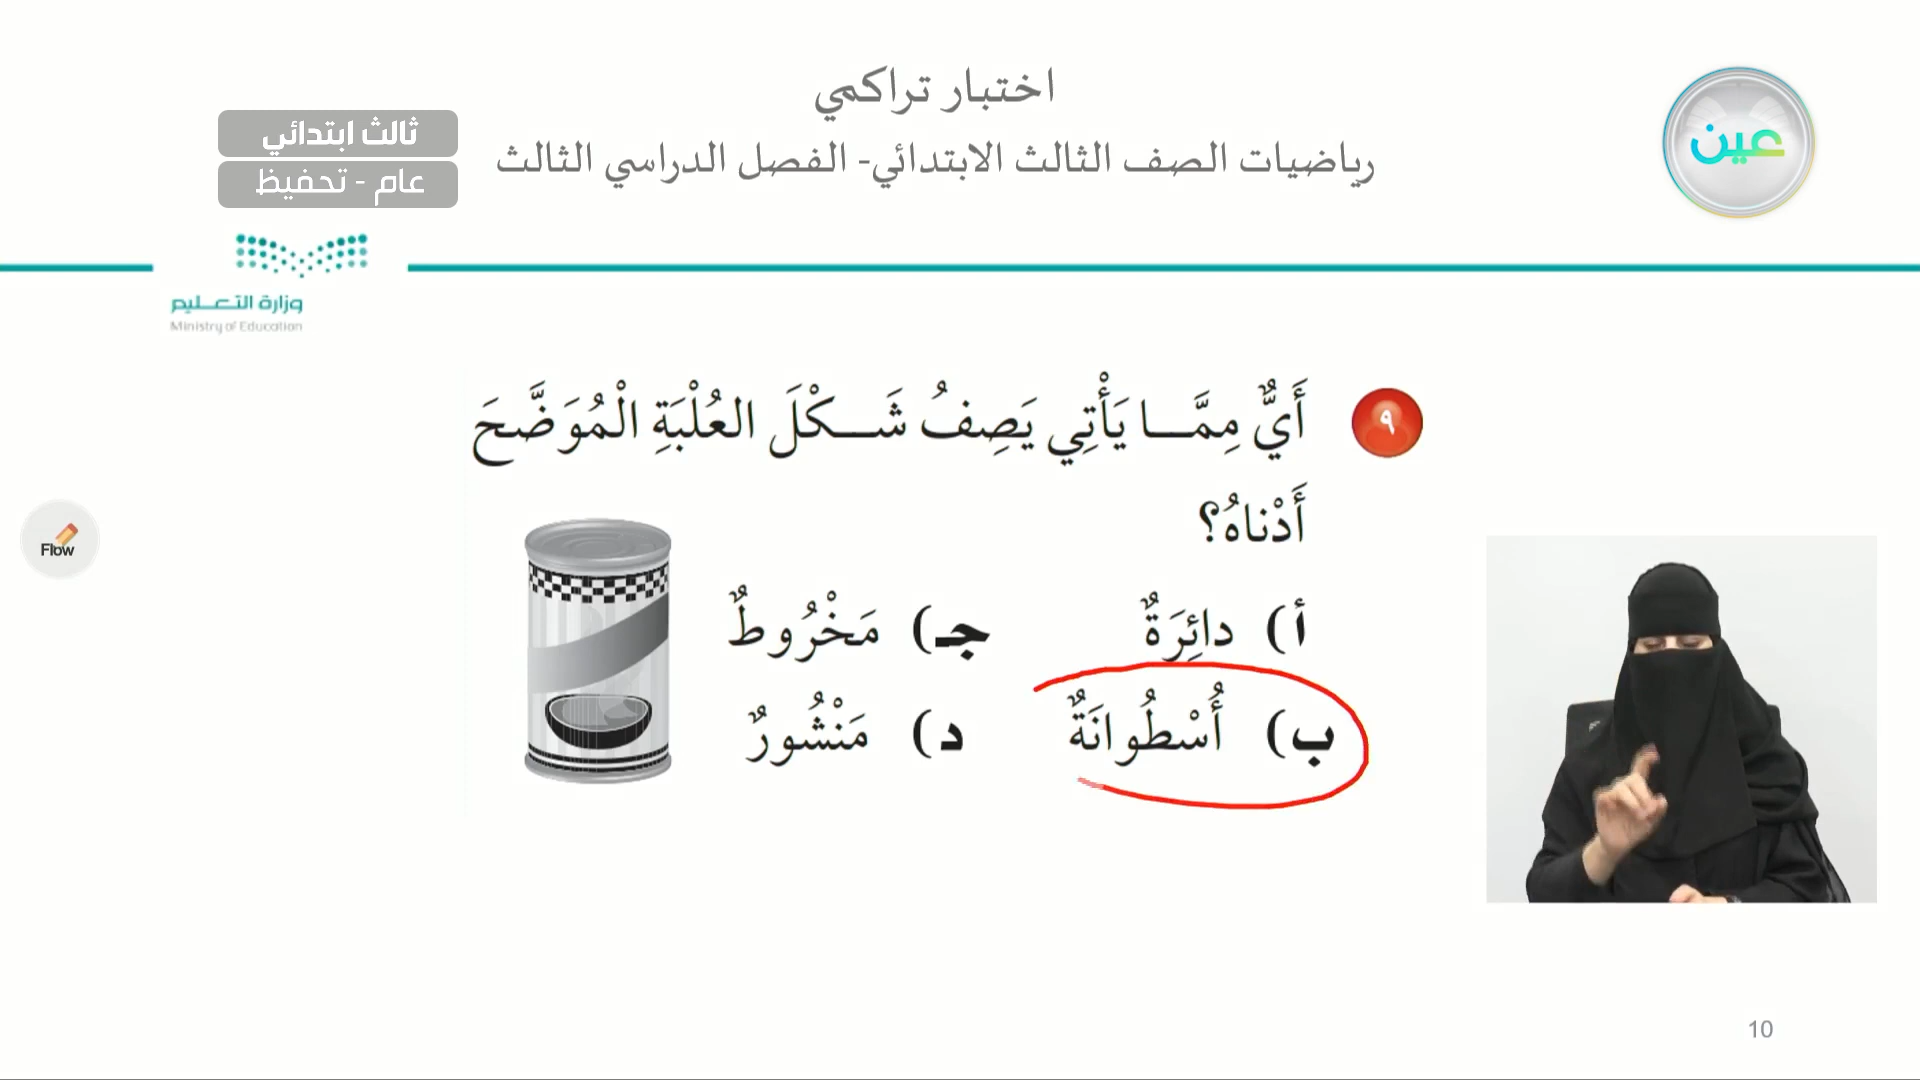 اختبار تراكمي
رياضيات الصف الثالث الابتدائي- الفصل الدراسي الثالث
ثالث ابتدائي
عام - تحفيظ
عين
وزارة التعليم
Ministry of Education
٩
أَيٌّ مِمَّا يَأْتِي يَصِفُ شَكْلَ العُلْبَةِ الْمُوَضَّحَ
أَدْناهُ؟
أ) دائِرَةٌ
جـ) مَخْرُوطٌ
ب) أُسْطُوانَةٌ
د) مَنْشُورٌ
Flow
10